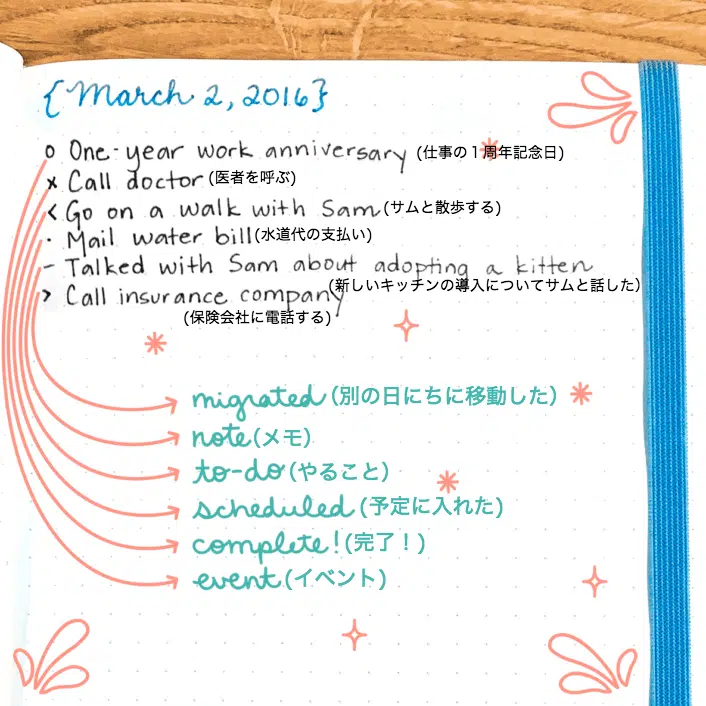 {March 2, 2016}
o One-year work anniversary (仕事の1周年記念日)
x Call doctor (医者を呼ぶ)
< Go on a walk with Sam (サムと散歩する)
· Mail water bill (水道代の支払い)
– Talked with Sam about adopting a kitten
(新しいキッチンの導入についてサムと話した)
> Call insurance company
(保険会社に電話する)
migrated (別の日にちに移動した)
note (メモ)
to-do (やること)
scheduled (予定に入れた)
complete! (完了!)
event (イベント)